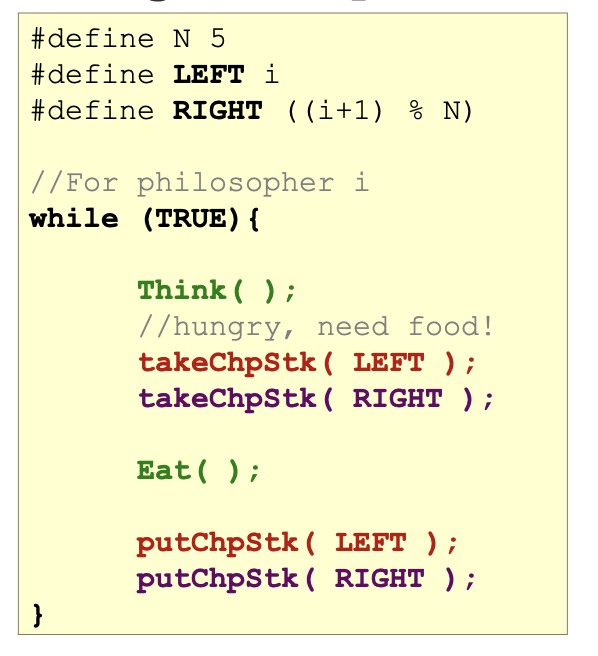 #define N 5
#define LEFT i
#define RIGHT ((i+1) % N)
//For philosopher i
while (TRUE){
Think( );
//hungry, need food!
takeChpStk( LEFT );
takeChpStk( RIGHT );
Eat( );
putChpStk( LEFT );
putChpStk( RIGHT );
}